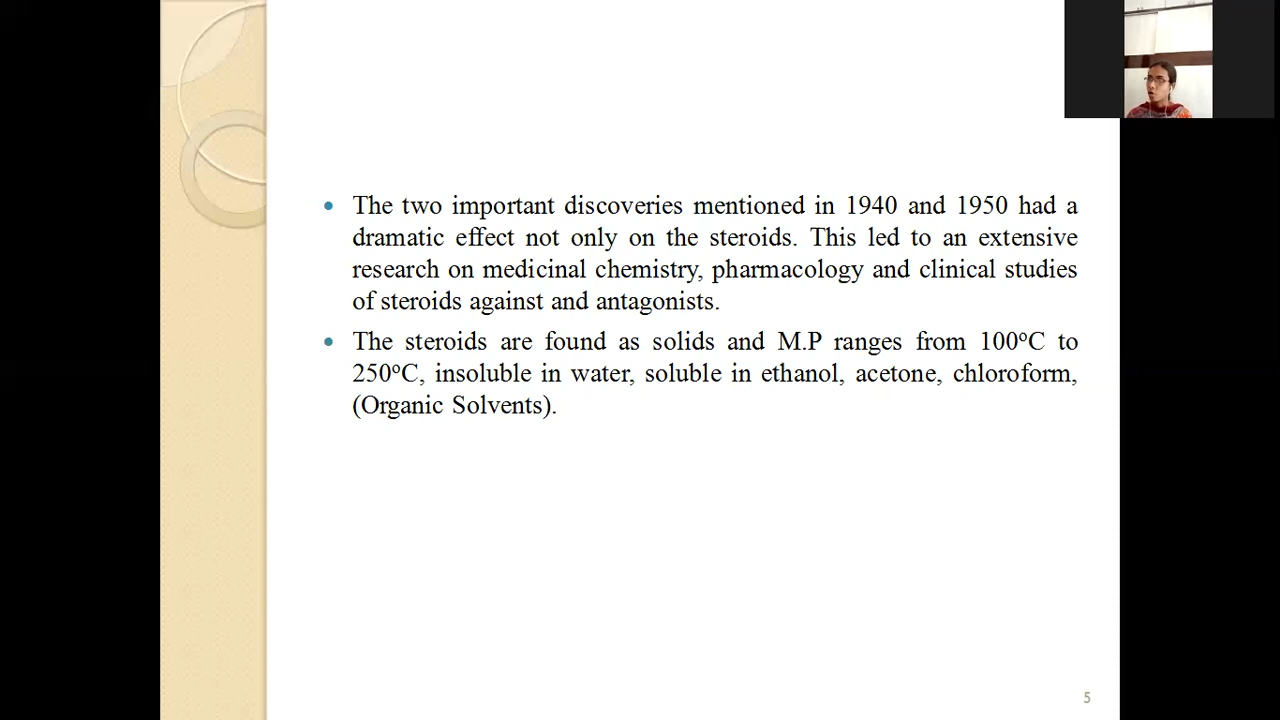 The two important discoveries mentioned in 1940 and 1950 had a
dramatic effect not only on the steroids. This led to an extensive
research on medicinal chemistry, pharmacology and clinical studies
of steroids against and antagonists.
The steroids are found as solids and M.P ranges from 100oC to
250oC, insoluble in water, soluble in ethanol, acetone, chloroform,
(Organic Solvents).
5